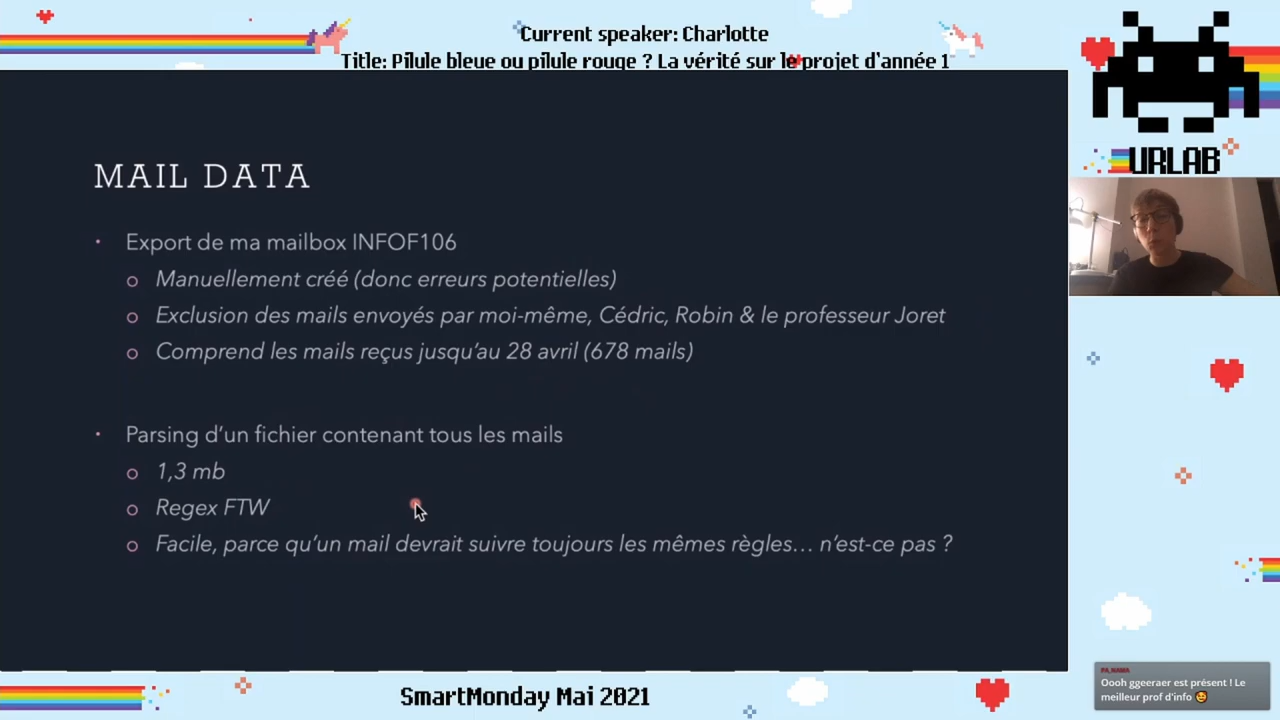 Current speaker: Charlotte
Title: Pilule bleue ou pilule rouge ? La vérité sur le projet d'année 1
URLAB
MAIL DATA
Export de ma mailbox INFOF106
Manuellement créé (donc erreurs potentielles)
Exclusion des mails envoyés par moi-même, Cédric, Robin & le professeur Joret
Comprend les mails reçus jusqu'au 28 avril (678 mails)
Parsing d'un fichier contenant tous les mails
1,3 mb
Regex FTW
Facile, parce qu'un mail devrait suivre toujours les mêmes règles... n'est-ce pas ?
Oooh ggeeraer est présent ! Le
meilleur prof d'info
SmartMonday Mai 2021